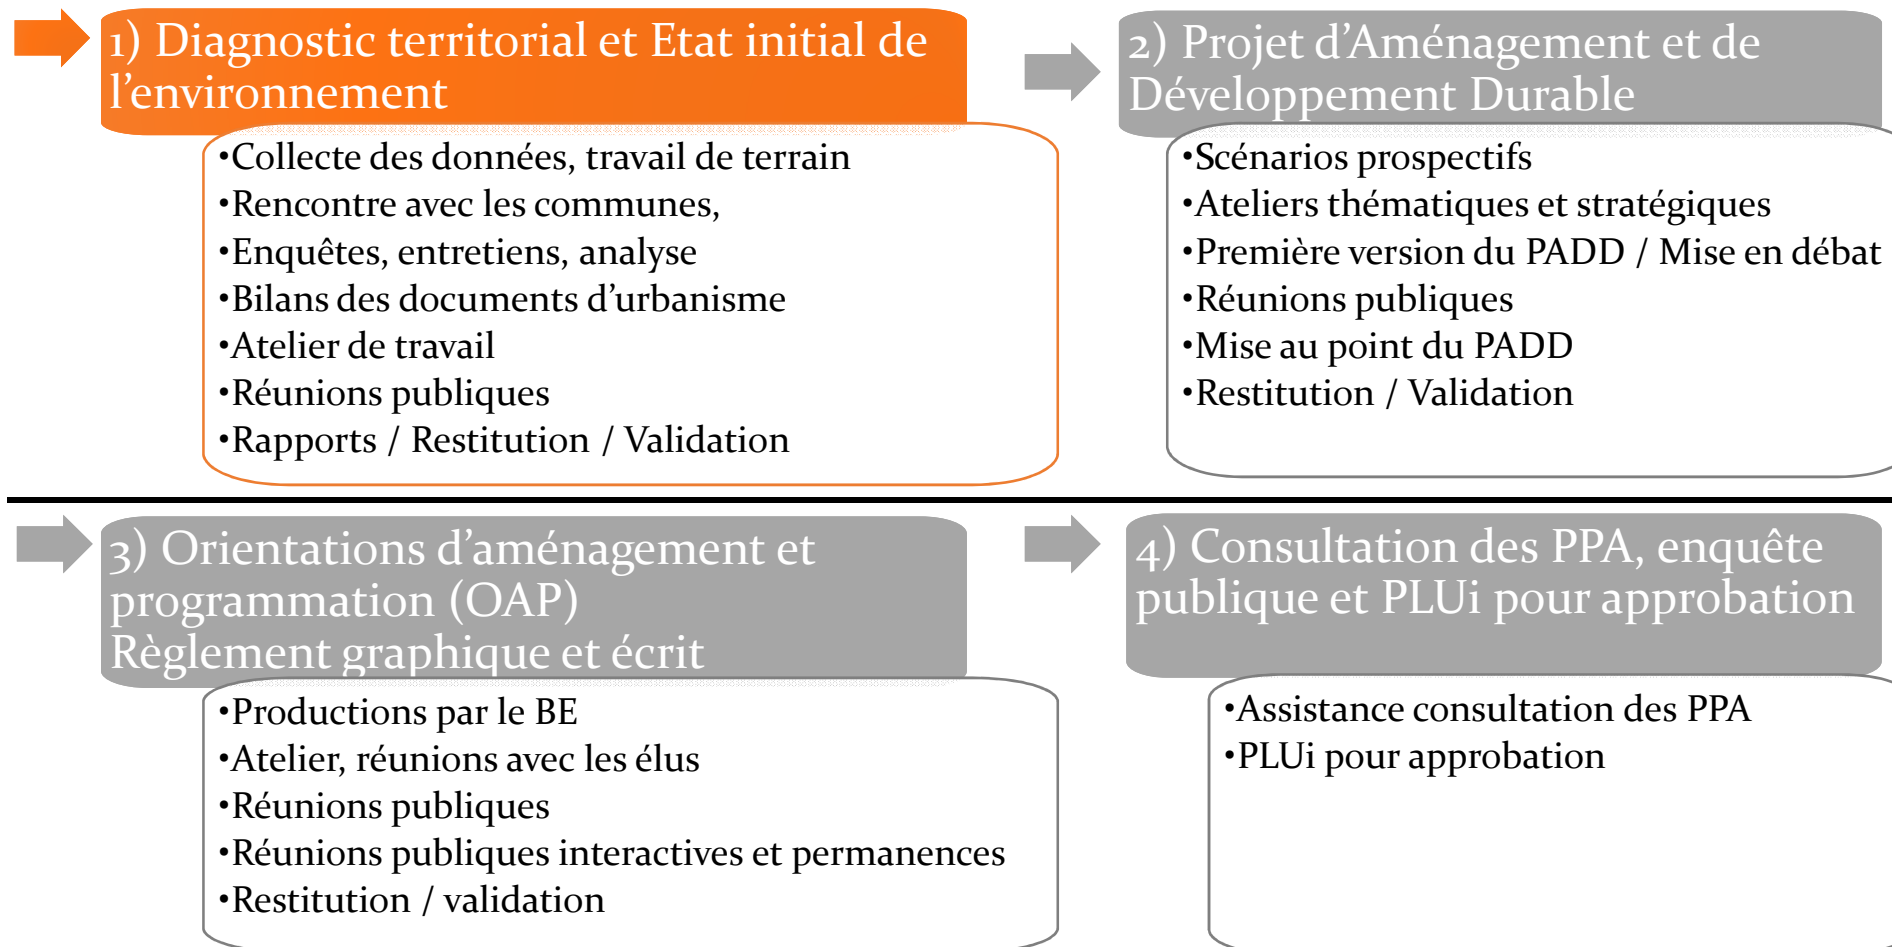 1) Diagnostic territorial et Etat initial de
l’environnement
•Collecte des données, travail de terrain
•Rencontre avec les communes,
•Enquêtes, entretiens, analyse
•Bilans des documents d’urbanisme
•Atelier de travail
•Réunions publiques
•Rapports / Restitution / Validation
2) Projet d’Aménagement et de
Développement Durable
•Scénarios prospectifs
•Ateliers thématiques et stratégiques
•Première version du PADD / Mise en débat
•Réunions publiques
•Mise au point du PADD
•Restitution / Validation
3) Orientations d’aménagement et
programmation (OAP)
Règlement graphique et écrit
•Productions par le BE
•Atelier, réunions avec les élus
•Réunions publiques
•Réunions publiques interactives et permanences
•Restitution / validation
4) Consultation des PPA, enquête
publique et PLUi pour approbation
•Assistance consultation des PPA
•PLUi pour approbation